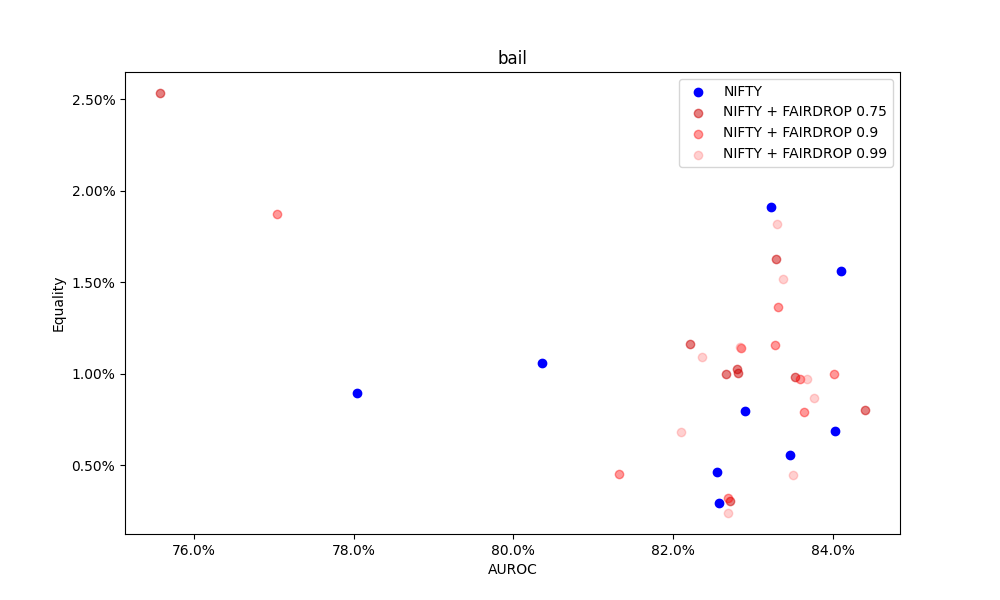 bail
NIFTY
NIFTY + FAIRDROP 0.75
NIFTY + FAIRDROP 0.9
NIFTY + FAIRDROP 0.99
Equality
2.50%
2.00%
1.50%
1.00%
0.50%
76.0% 78.0% 80.0% 82.0% 84.0%
AUROC